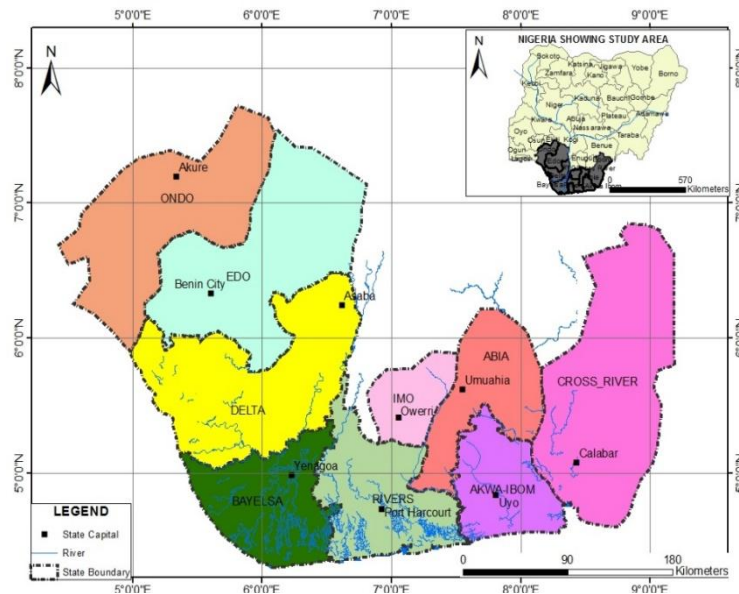 5°0'0"E 6°0'0"E 7°0'0"E 8°0'0"E 9°0'0"E
8°0'0"N
7°0'0"N
6°0'0"N
5°0'0"N
N
NIGERIA SHOWING STUDY AREA
N
Sokoto
Katsina
Jigawa
Yobe
Borno
Zamfara
Kano
Kebbi
Kaduna
Bauchi
Gombe
Niger
Adamawa
Plateau
Abuja
Kwara
Nassarawa
Taraba
Oyo
Osun
Ekiti
Kogi
Benue
Ogun
Lagos
Enugu
0 570
Kilometers
Akure
ONDO
EDO
Benin City
Asaba
DELTA
ABIA
Umuahia
IMO
Owerri
CROSS_RIVER
Calabar
Yenagoa
BAYELSA
RIVERS
Port Harcourt
AKWA-IBOM
Uyo
LEGEND
State Capital
River
State Boundary
0 90 180
Kilometers
5°0'0"E 6°0'0"E 7°0'0"E 8°0'0"E 9°0'0"E